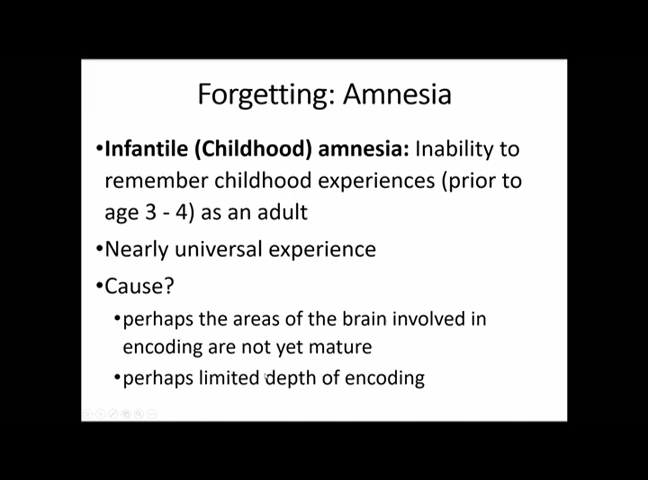 Forgetting: Amnesia
•Infantile (Childhood) amnesia: Inability to
remember childhood experiences (prior to
age 3 - 4) as an adult
•Nearly universal experience
•Cause?
•perhaps the areas of the brain involved in
encoding are not yet mature
•perhaps limited depth of encoding